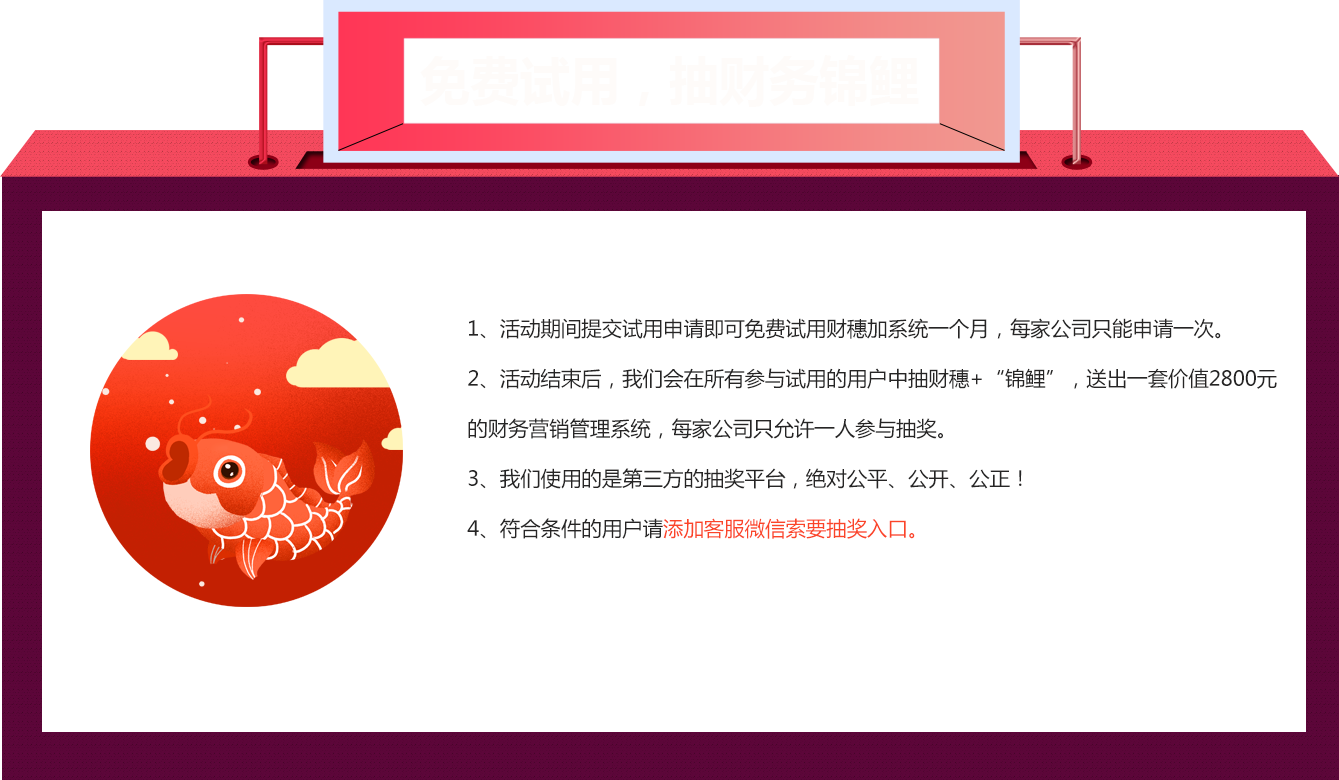 免费试用，抽财务锦鲤
1、活动期间提交试用申请即可免费试用财穗加系统一个月，每家公司只能申请一次。
2、活动结束后，我们会在所有参与试用的用户中抽财穗+“锦鲤”，送出一套价值2800元
的财务营销管理系统，每家公司只允许一人参与抽奖。
3、我们使用的是第三方的抽奖平台，绝对公平、公开、公正！
4、符合条件的用户请添加客服微信索要抽奖入口。